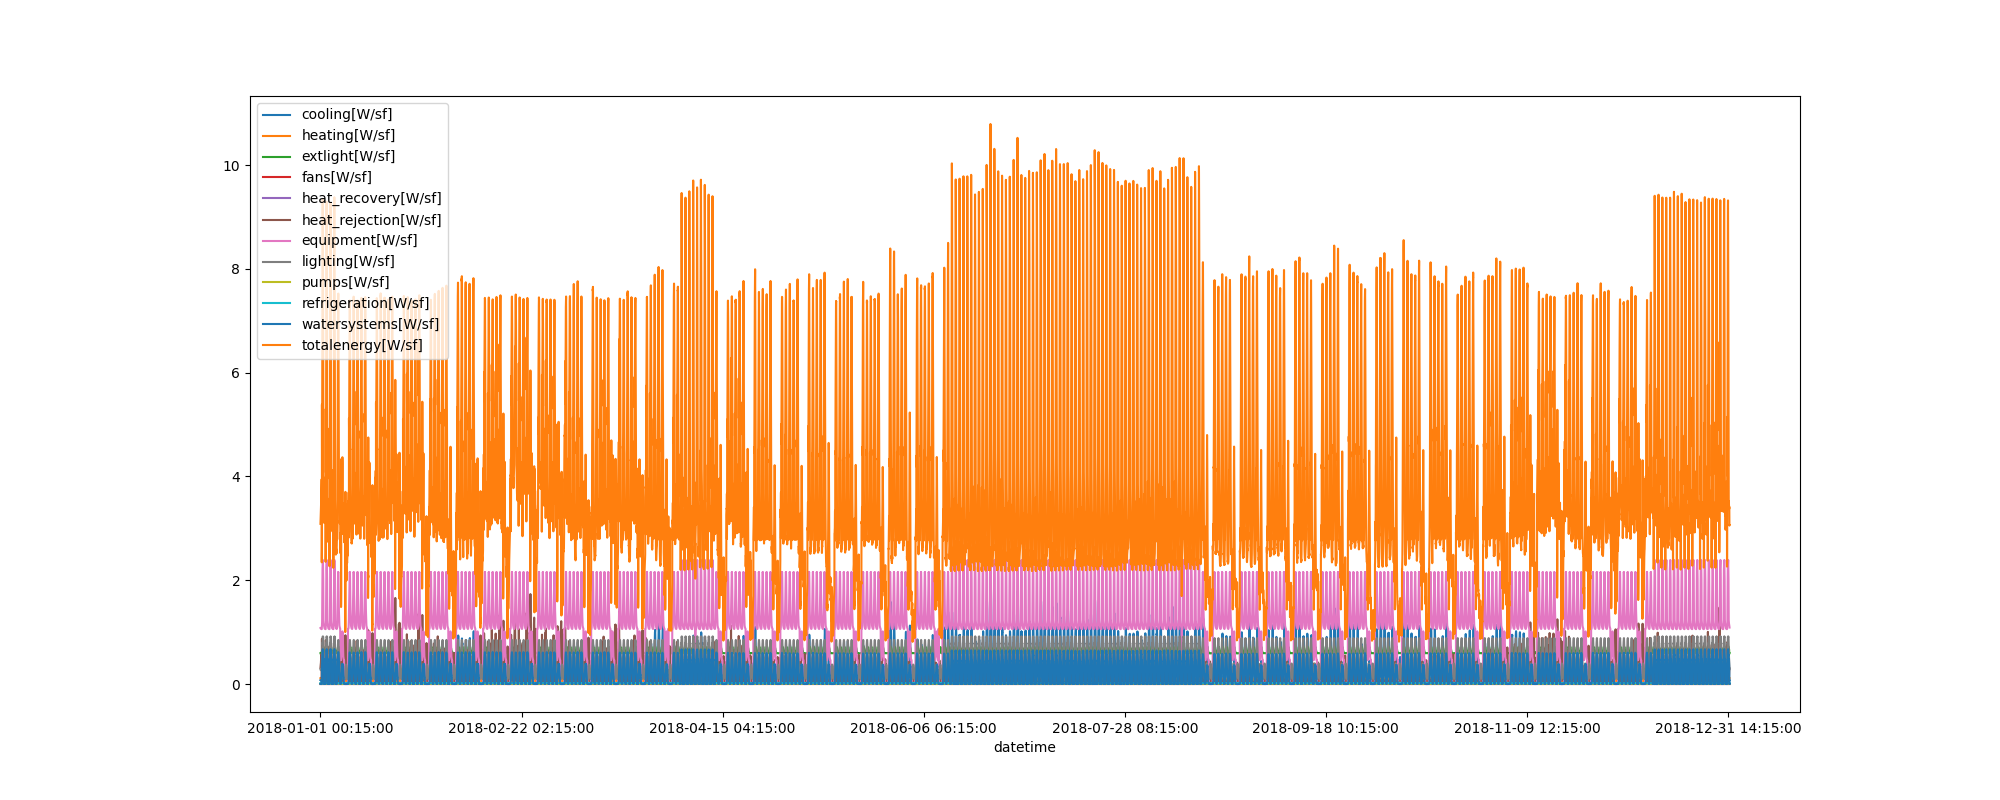 cooling[W/sf]
heating[W/sf]
extlight[W/sf]
fans[W/sf]
heat_recovery[W/sf]
heat_rejection[W/sf]
equipment[W/sf]
lighting[W/sf]
pumps[W/sf]
refrigeration[W/sf]
watersystems[W/sf]
totalenergy[W/sf]
10
8
6
4
2
0
2018-01-01 00:15:00 2018-02-22 02:15:00 2018-04-15 04:15:00 2018-06-06 06:15:00 2018-07-28 08:15:00 2018-09-18 10:15:00 2018-11-09 12:15:00 2018-12-31 14:15:00
datetime